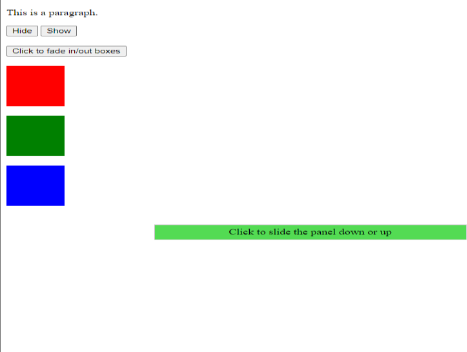 This is a paragraph.
Hide Show
Click to fade in/out boxes
Click to slide the panel down or up